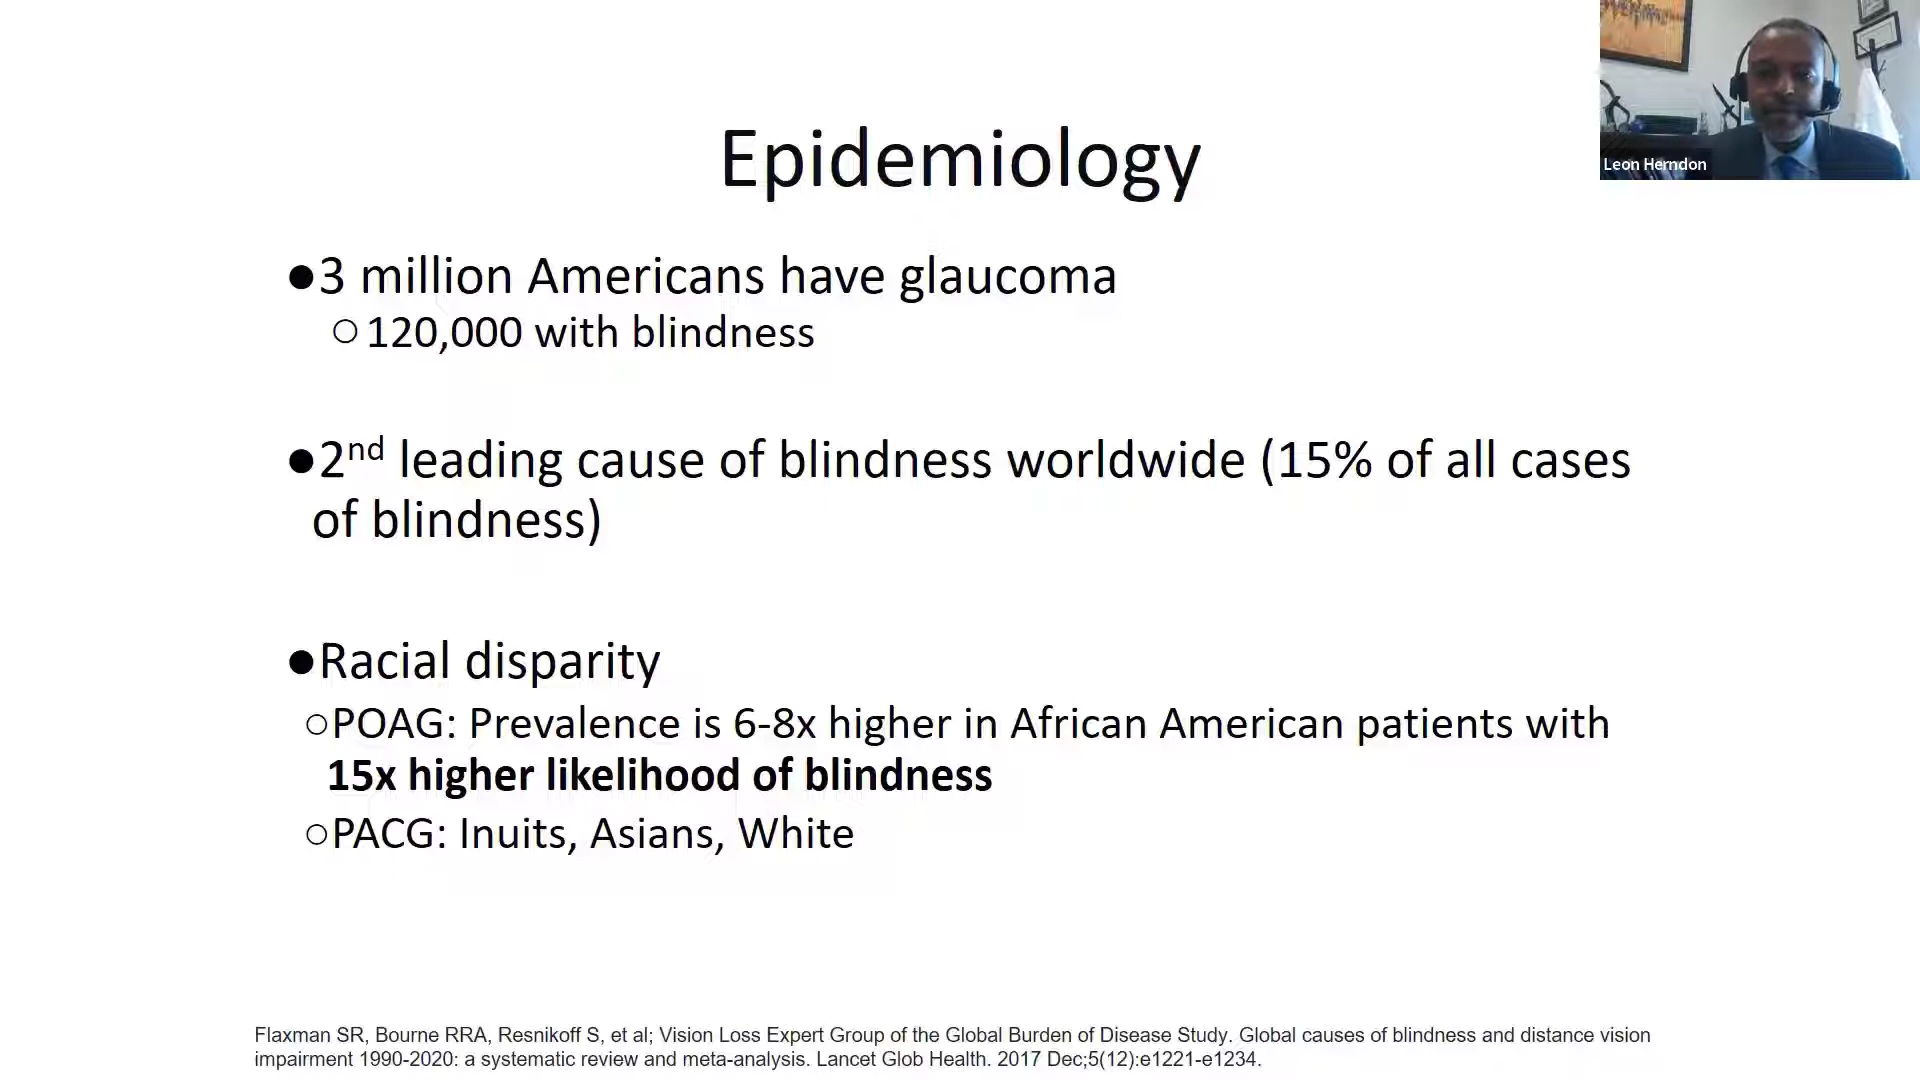 Epidemiology
Leon Herndon
●3 million Americans have glaucoma
○120,000 with blindness
●2nd leading cause of blindness worldwide (15% of all cases
of blindness)
●Racial disparity
○POAG: Prevalence is 6-8x higher in African American patients with
15x higher likelihood of blindness
○PACG: Inuits, Asians, White
Flaxman SR, Bourne RRA, Resnikoff S, et al; Vision Loss Expert Group of the Global Burden of Disease Study. Global causes of blindness and distance vision
impairment 1990-2020: a systematic review and meta-analysis. Lancet Glob Health. 2017 Dec;5(12):e1221-e1234.